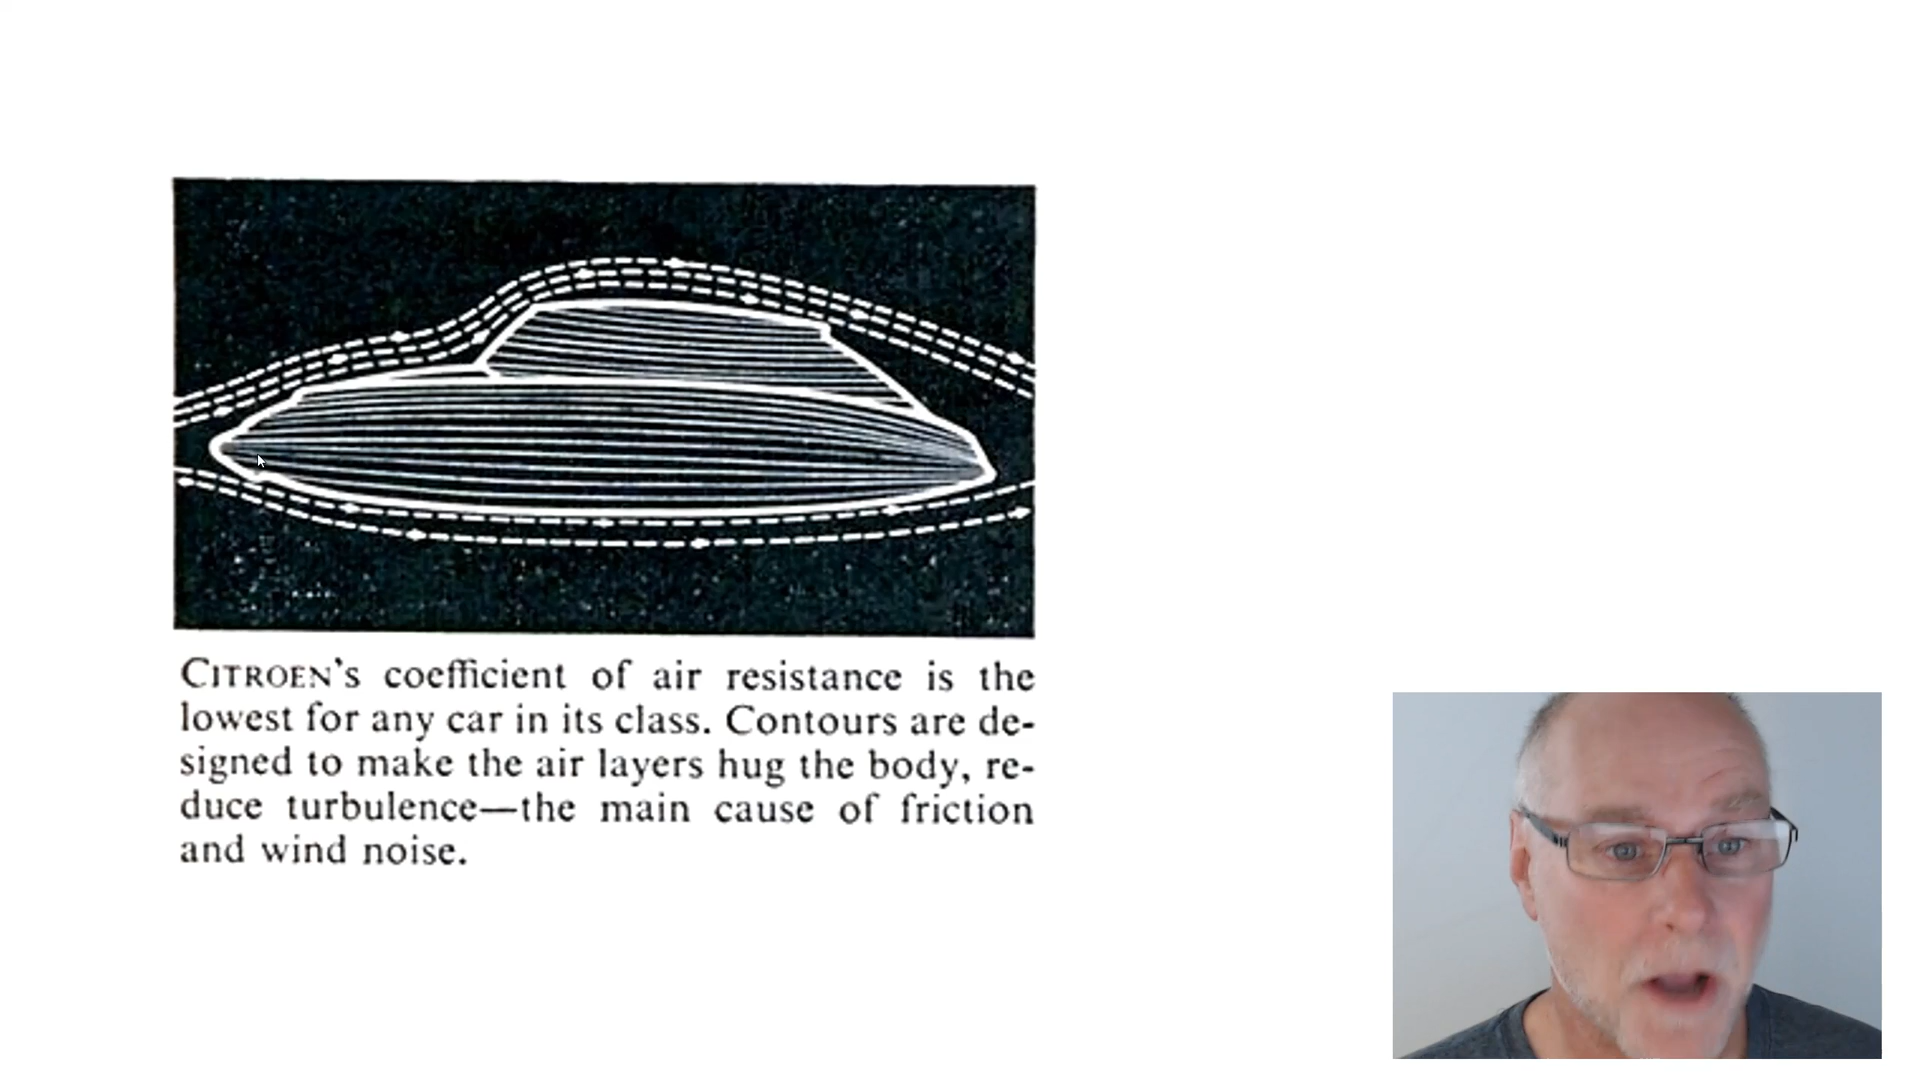 CITROEN's coefficient of air resistance is the
lowest for any car in its class. Contours are de-
signed to make the air layers hug the body, re-
duce turbulence—the main cause of friction
and wind noise.